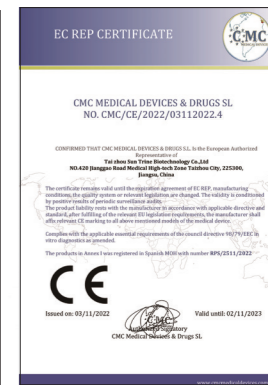 EC REP CERTIFICATE
CMC
CMC MEDICAL DEVICES & DRUGS SL
NO. CMC/CE/2022/03112022.4
CONFIRMED THAT CMC MEDICAL DEVICES & DRUGS S.L. Is the European Authorized
Representative of
Tai zhou Sun Trine Biotechnology Co.,Ltd
NO.420 Jianggao Road Medical High-tech Zone Taizhou City, 225300,
Jiangsu, China
The certificate remains valid until the expiration agreement of EC REP, manufacturing
conditions, the quality system or relevant legislation are changed. The validity is conditioned
by positive results of periodic surveillance audits.
The product liability rests with the manufacturer in accordance with applicable directive and
standard, after fulfilling of the relevant EU legislation requirements, the manufacturer shall
affix relevant CE marking to all above mentioned models of the medical device.
Complies with the applicable essential requirements of the council directive 98/79/EEC in
vitro diagnostics as amended.
The products in Annex I was registered in Spanish MOH with number RPS/2511/2022
CE
Issued on: 03/11/2022
Valid until: 02/11/2023
CMC
Authorized Signatory
CMC Medical Devices & Drugs SL
www.cmcmedicaldevices.com